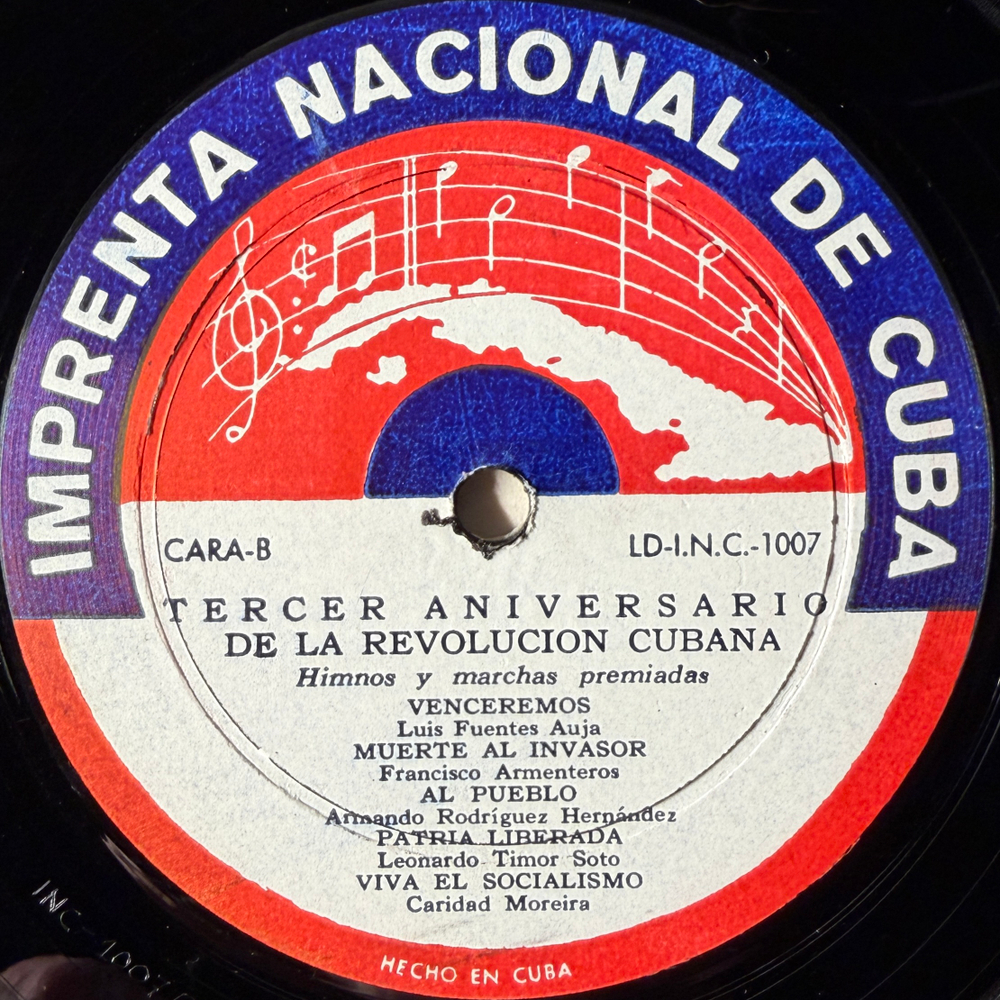 IMPRENTA NACIONAL DE CUBA
CARA-B
LD-I.N.C.-1007
TERCER ANIVERSARIO
DE LA REVOLUCION CUBANA
Himnos y marchas premiadas
VENCEREMOS
Luis Fuentes Auja
MUERTE AL INVASOR
Francisco Armenteros
AL PUEBLO
Armando Rodríguez Hernández
PATRIA LIBERADA
Leonardo Timor Soto
VIVA EL SOCIALISMO
Caridad Moreira
HECHO EN CUBA